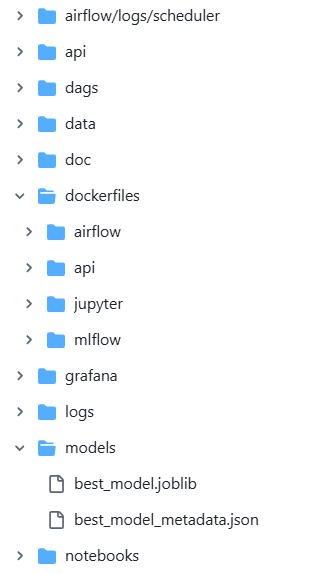 airflow/logs/scheduler
api
dags
data
doc
dockerfiles
airflow
api
jupyter
mlflow
grafana
logs
models
best_model.joblib
best_model_metadata.json
notebooks